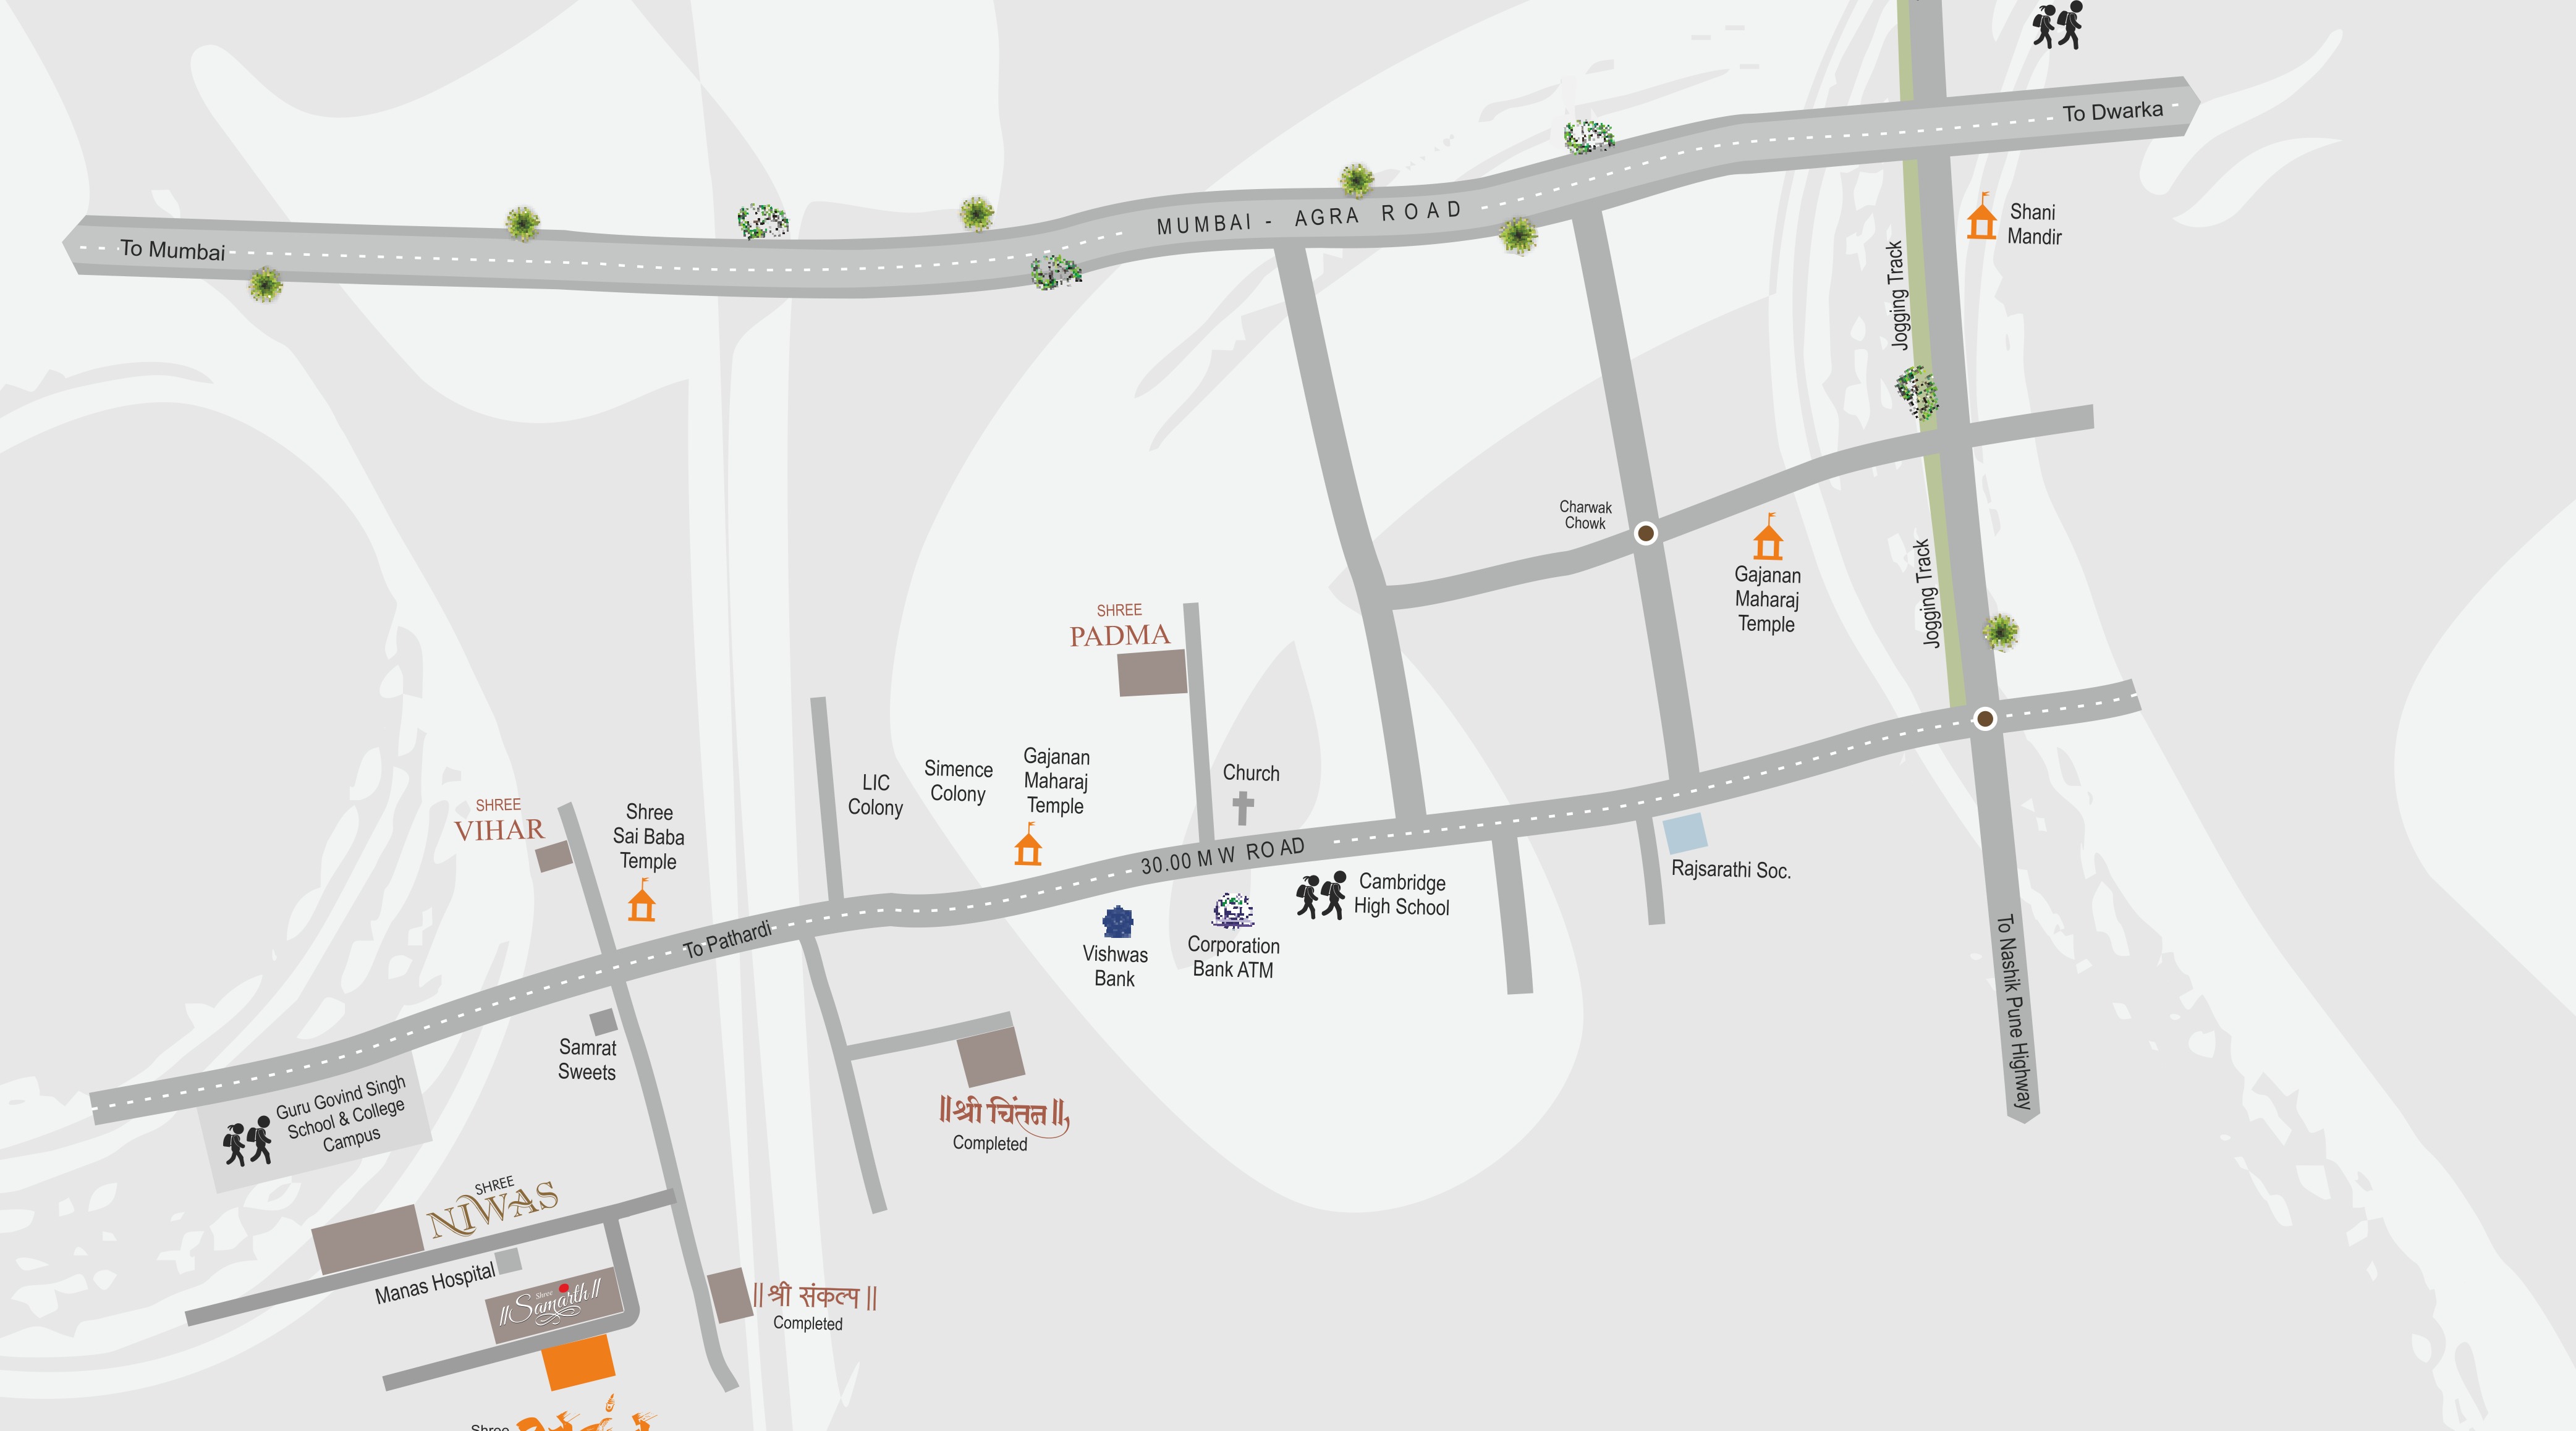 To Dwarka
To Mumbai
MUMBAI - AGRA ROAD
Shani
Mandir
Jogging Track
Charwak
Chowk
Gajanan
Maharaj
Temple
Jogging Track
SHREE
PADMA
Church
Gajanan
Maharaj
Temple
Simence
Colony
LIC
Colony
SHREE
VIHAR
Shree
Sai Baba
Temple
30.00 M W ROAD
Rajsarathi Soc.
Cambridge
High School
Corporation
Bank ATM
Vishwas
Bank
To Pathardi
To Nashik Pune Highway
Samrat
Sweets
Guru Govind Singh
School & College
Campus
॥श्री चिंतन॥
Completed
SHREE
NIWAS
Manas Hospital
Shree
॥Samarth॥
॥श्री संकल्प॥
Completed
Shree